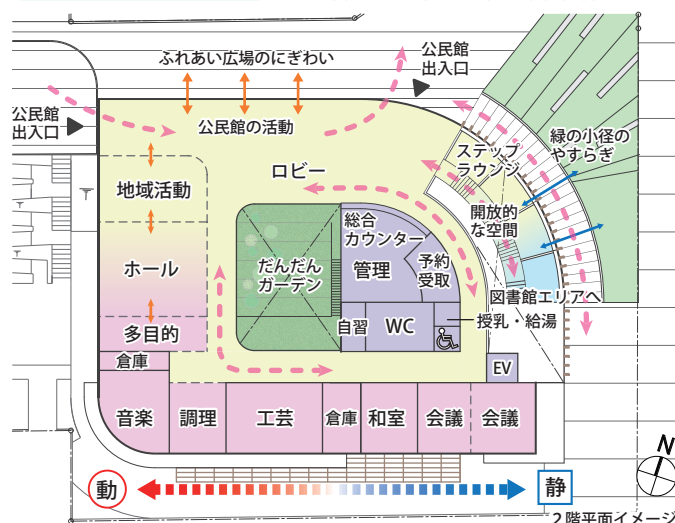 ふれあい広場のにぎわい
公民館
出入口
公民館
出入口
公民館の活動
緑の小径の
やすらぎ
ステップ
ラウンジ
ロビー
地域活動
開放的
な空間
総合
カウンター
だんだん
ガーデン
管理
予約
受取
ホール
図書館エリアへ
多目的
自習
WC
授乳・給湯
倉庫
EV
音楽
調理
工芸
倉庫
和室
会議
会議
動
静
N
2階平面イメージ